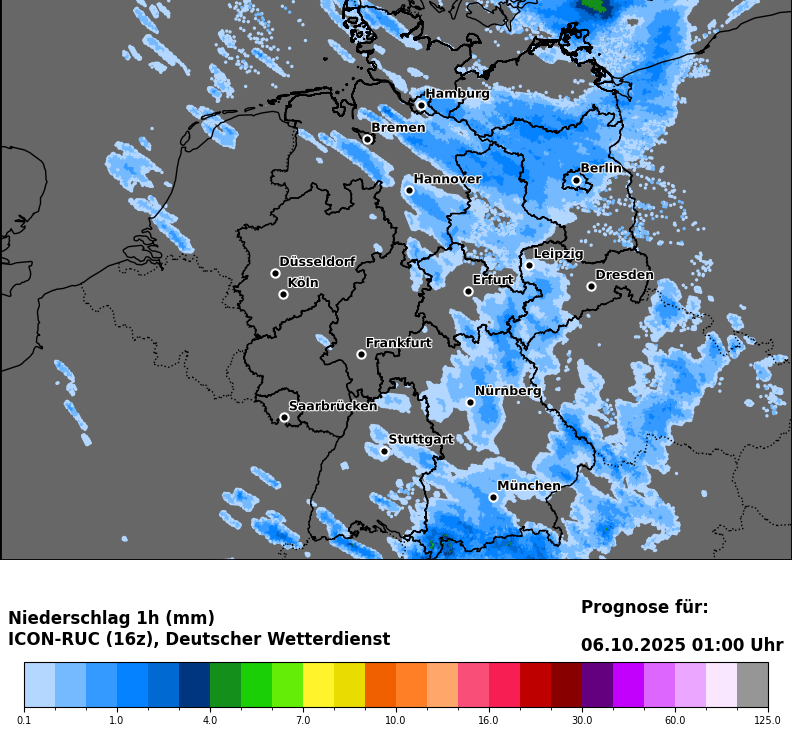 Hamburg
Bremen
Berlin
Hannover
Leipzig
Düsseldorf
Dresden
Köln
Erfurt
Frankfurt
Nürnberg
Saarbrücken
Stuttgart
München
Niederschlag 1h (mm)
ICON-RUC (16z), Deutscher Wetterdienst
Prognose für:
06.10.2025 01:00 Uhr
0.1 1.0 4.0 7.0 10.0 16.0 30.0 60.0 125.0